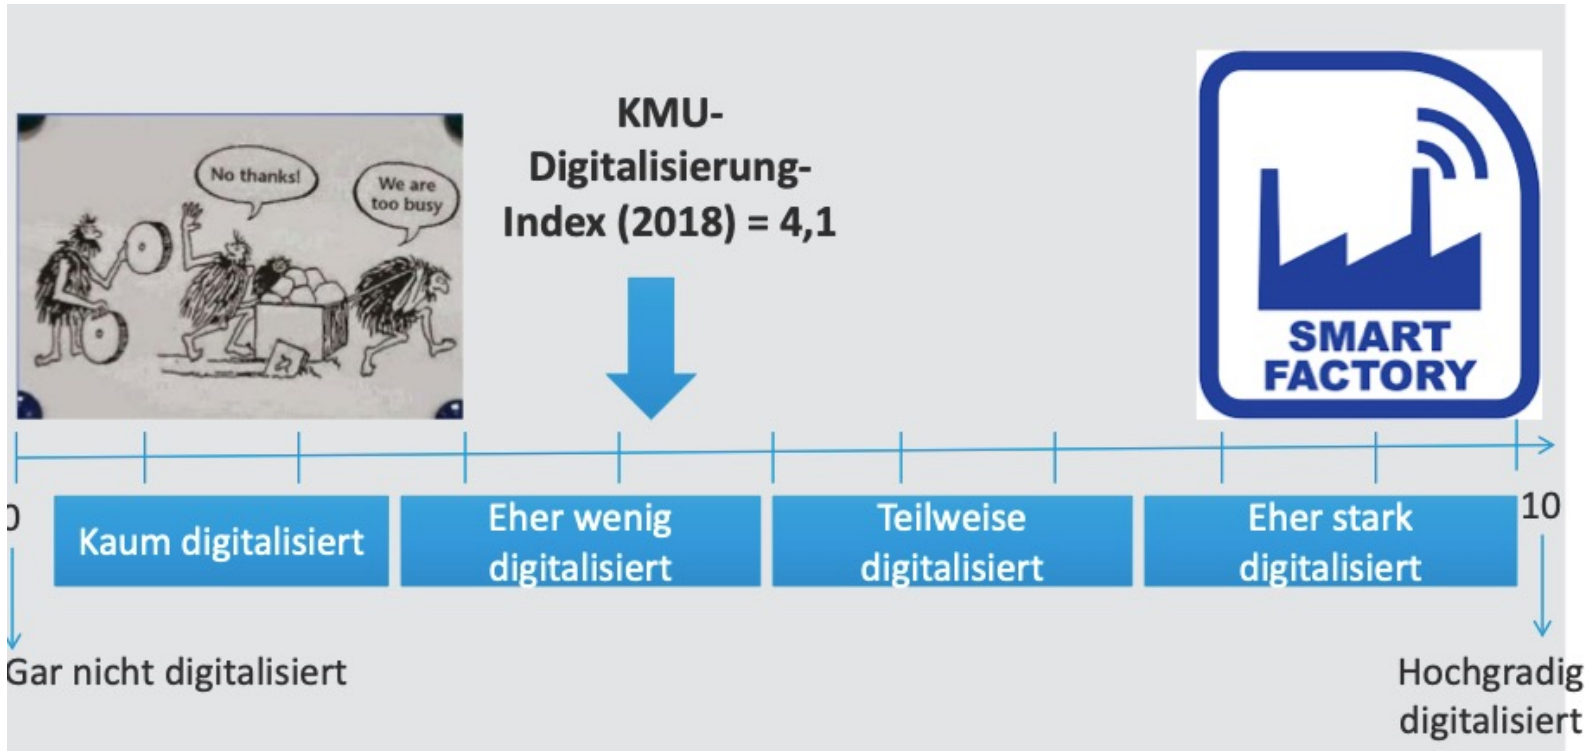 KMU-
Digitalisierung-
Index (2018) = 4,1
No thanks!
We are
too busy
SMART
FACTORY
0
Kaum digitalisiert
Eher wenig
digitalisiert
Teilweise
digitalisiert
Eher stark
digitalisiert
10
Gar nicht digitalisiert
Hochgradig
digitalisiert